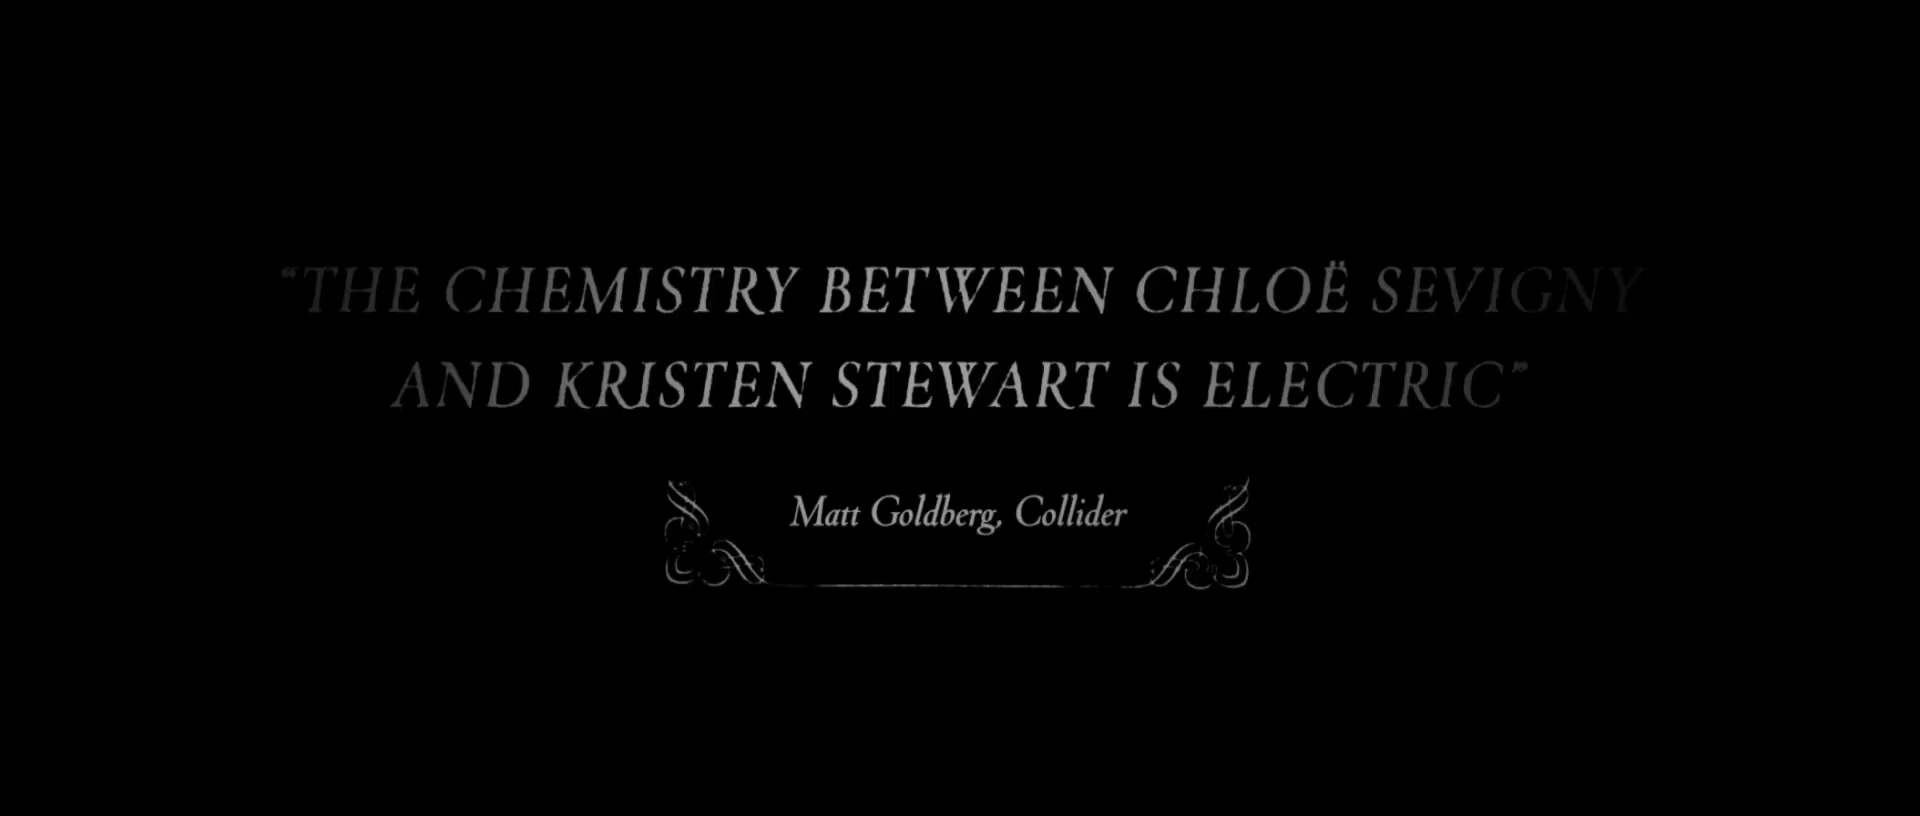 “THE CHEMISTRY BETWEEN CHLOË SEVIGNY
AND KRISTEN STEWART IS ELECTRIC”
Matt Goldberg, Collider